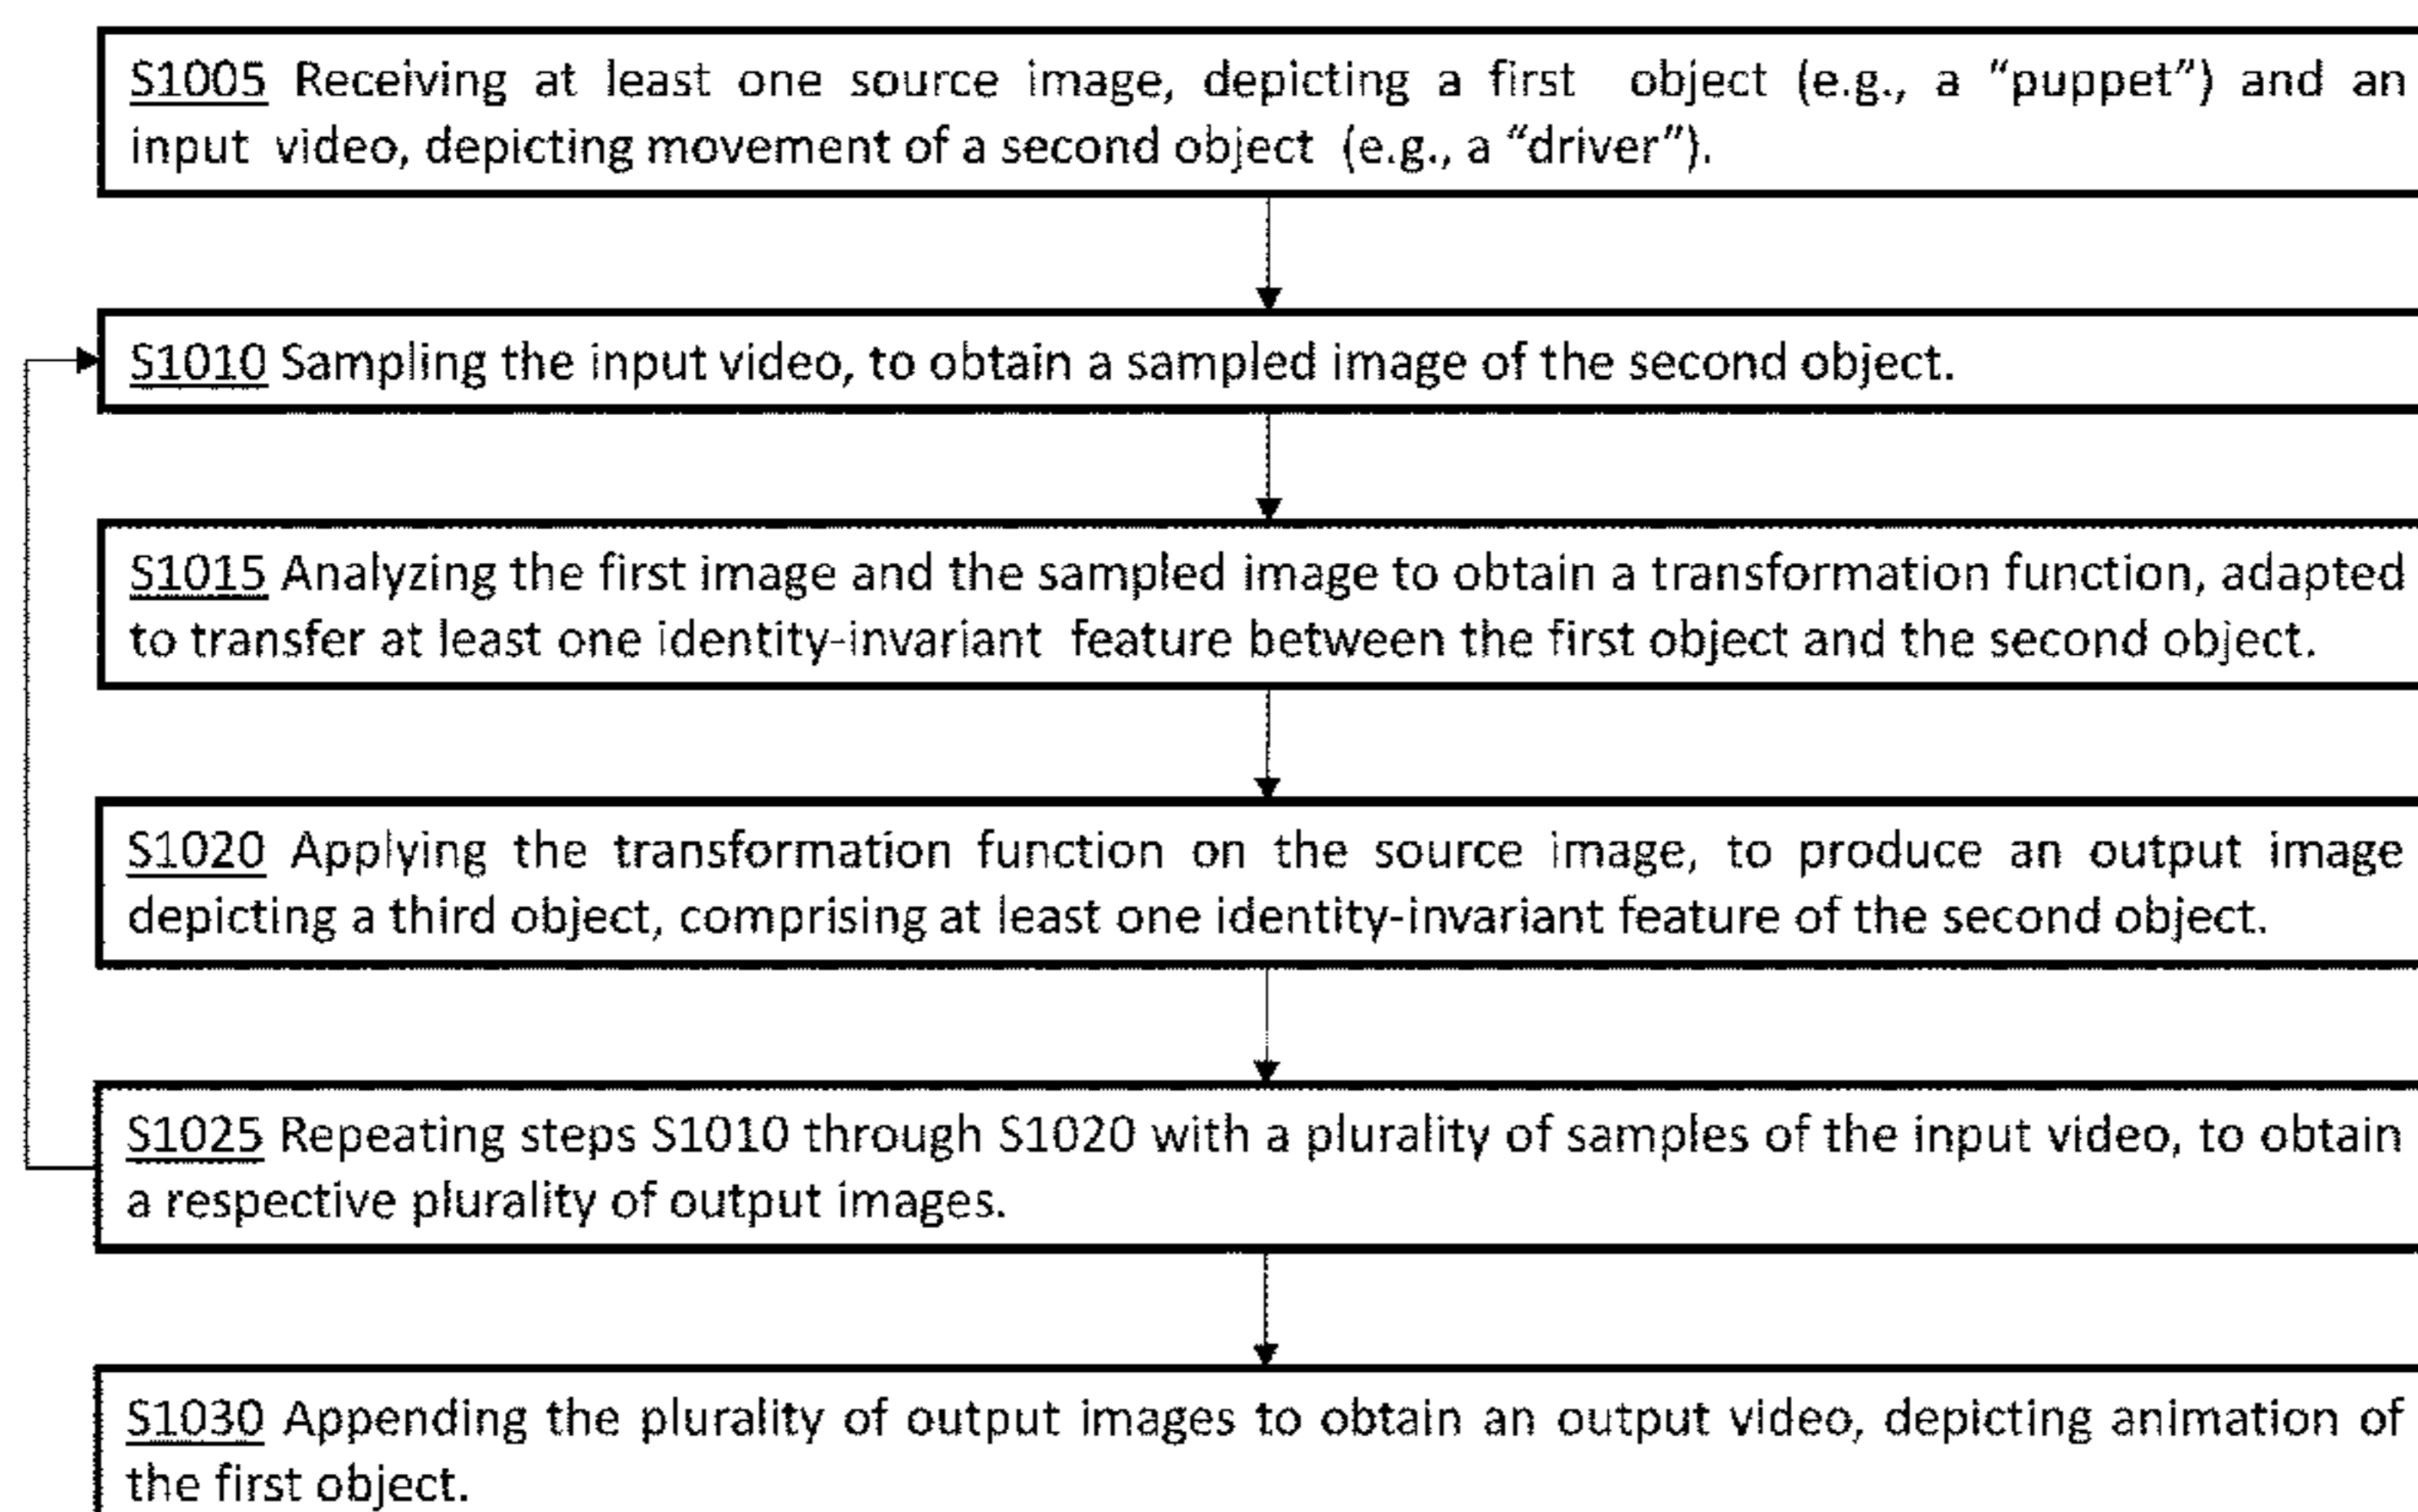 S1005 Receiving at least one source image, depicting a first object (e.g., a “puppet”) and an
input video, depicting movement of a second object (e.g., a “driver”).
S1010 Sampling the input video, to obtain a sampled image of the second object.
S1015 Analyzing the first image and the sampled image to obtain a transformation function, adapted
to transfer at least one identity-invariant feature between the first object and the second object.
S1020 Applying the transformation function on the source image, to produce an output image
depicting a third object, comprising at least one identity-invariant feature of the second object.
S1025 Repeating steps S1010 through S1020 with a plurality of samples of the input video, to obtain
a respective plurality of output images.
S1030 Appending the plurality of output images to obtain an output video, depicting animation of
the first object.